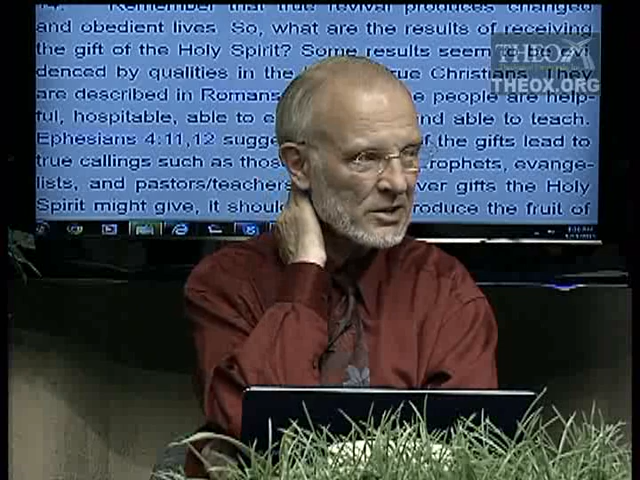 14. Remember that true revival produces changed
and obedient lives. So, what are the results of receiving
the gift of the Holy Spirit? Some results seem to be evi
denced by qualities in the true Christians. They
are described in Romans people are help-
ful, hospitable, able to and able to teach.
Ephesians 4:11,12 sugge of the gifts lead to
true callings such as thos rophets, evange-
lists, and pastors/teachers ver gifts the Holy
Spirit might give, it shoul produce the fruit of
THEOX
THEOX.ORG